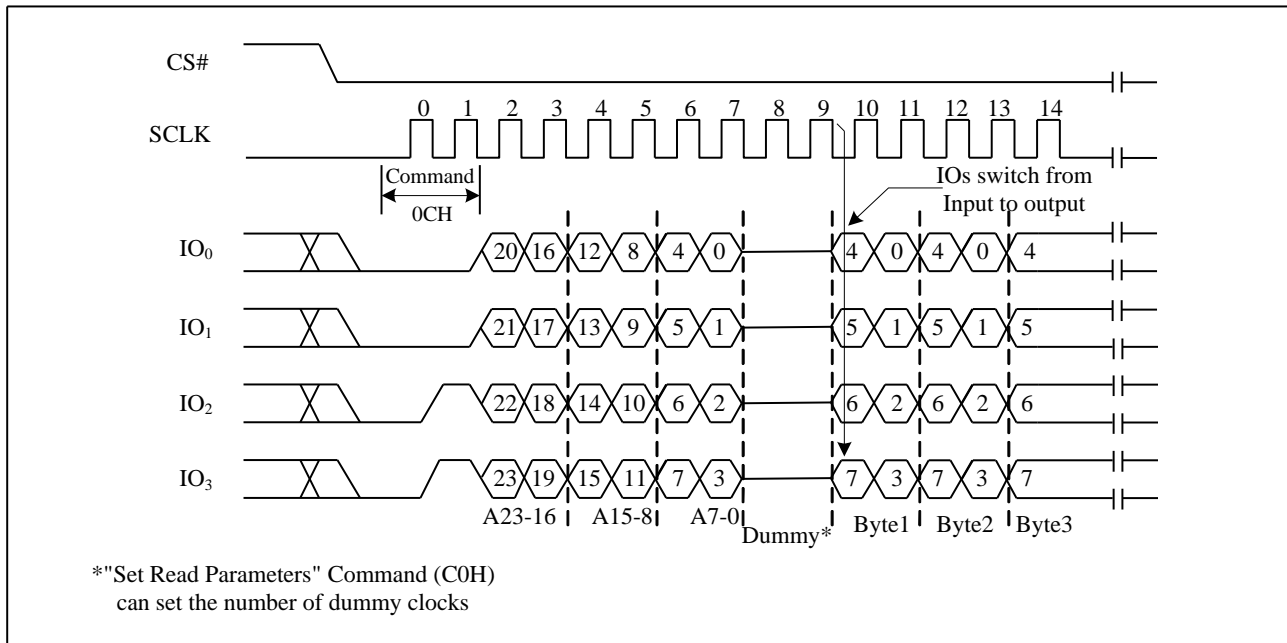 CS#
0 1 2 3 4 5 6 7 8 9 10 11 12 13 14
SCLK
Command
0CH
IOs switch from
Input to output
IO₀
20 16 12 8 4 0 4 0 4 0 4
IO₁
21 17 13 9 5 1 5 1 5 1 5
IO₂
22 18 14 10 6 2 6 2 6 2 6
IO₃
23 19 15 11 7 3 7 3 7 3 7
A23-16 A15-8 A7-0 Dummy* Byte1 Byte2 Byte3
*"Set Read Parameters" Command (C0H)
can set the number of dummy clocks